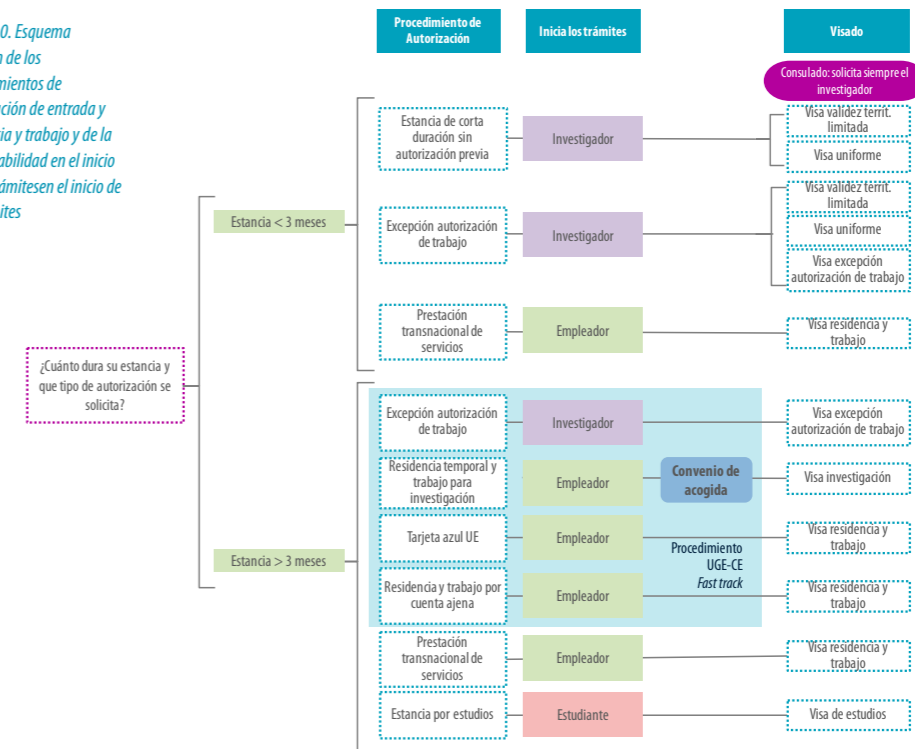 0. Esquema
n de los
mientos de
ción de entrada y
ia y trabajo y de la
abilidad en el inicio
rámitesen el inicio de
ites
Procedimiento de
Autorización
Inicia los trámites
Visado
Consulado: solicita siempre el
investigador
Estancia de corta
duración sin
autorización previa
Investigador
Visa validez territ.
limitada
Visa uniforme
Estancia < 3 meses
Excepción autorización
de trabajo
Investigador
Visa validez territ.
limitada
Visa uniforme
Visa excepción
autorización de trabajo
Prestación
transnacional de
servicios
Empleador
Visa residencia y
trabajo
¿Cuánto dura su estancia y
que tipo de autorización se
solicita?
Excepción autorización
de trabajo
Investigador
Visa excepción
autorización de trabajo
Residencia temporal y
trabajo para
investigación
Empleador
Convenio de
acogida
Visa investigación
Tarjeta azul UE
Empleador
Visa residencia y
trabajo
Procedimiento
UGE-CE
Fast track
Estancia > 3 meses
Residencia y trabajo por
cuenta ajena
Empleador
Visa residencia y
trabajo
Prestación
transnacional de
servicios
Empleador
Visa residencia y
trabajo
Estancia por estudios
Estudiante
Visa de estudios